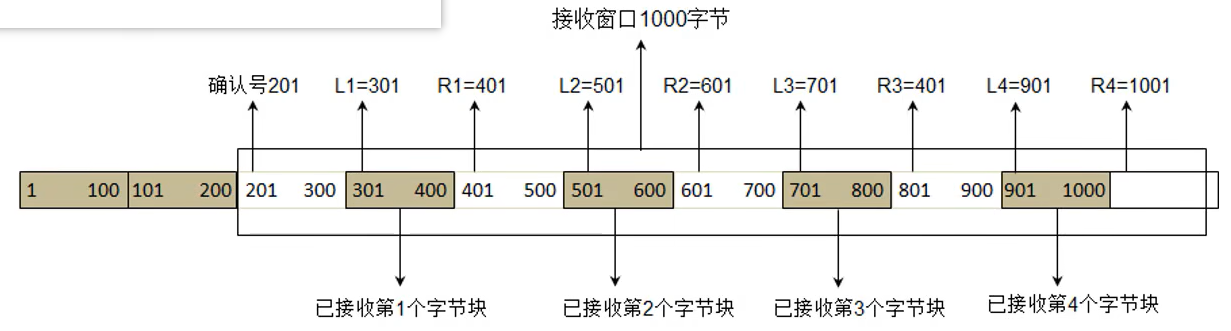 接收窗口1000字节
确认号201 L1=301 R1=401 L2=501 R2=601 L3=701 R3=401 L4=901 R4=1001
1 100 101 200 201 300 301 400 401 500 501 600 601 700 701 800 801 900 901 1000
已接收第1个字节块 已接收第2个字节块 已接收第3个字节块 已接收第4个字节块